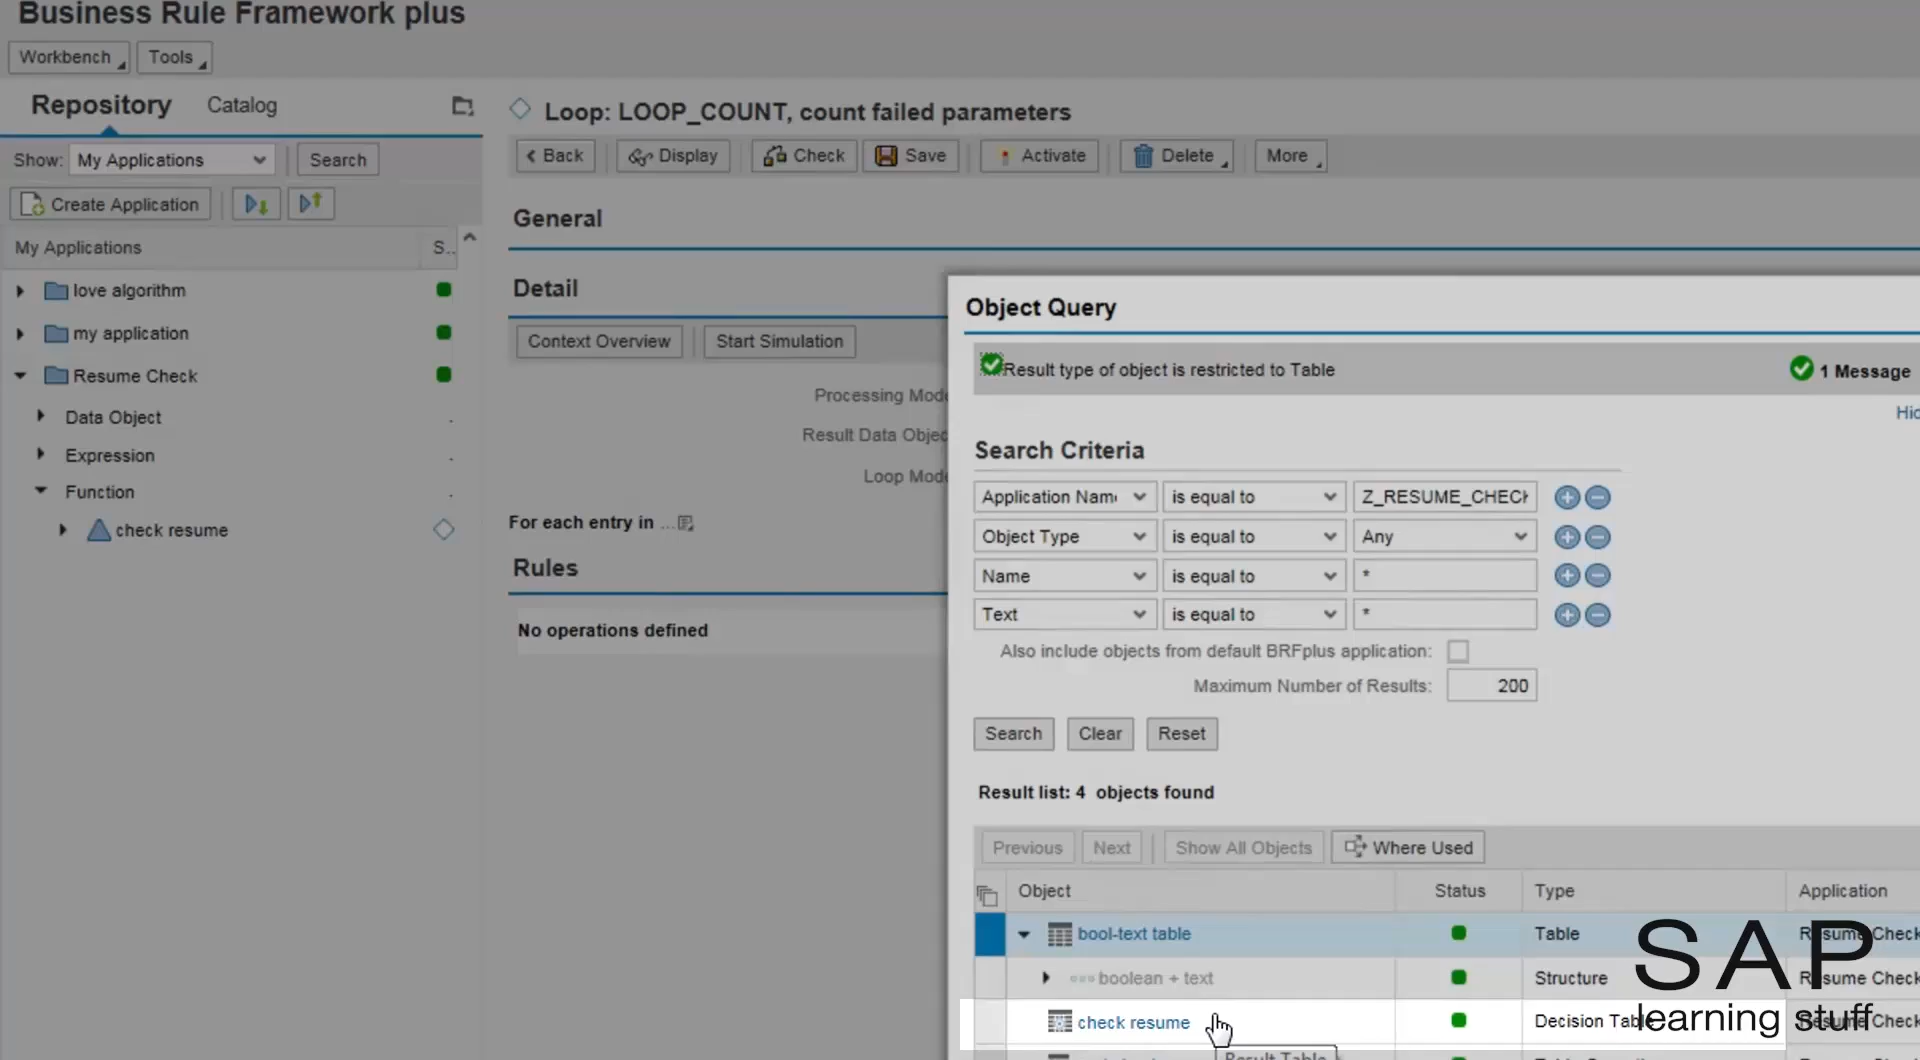 Business Rule Framework plus
Workbench Tools
Repository Catalog
Show: My Applications Search
Create Application
My Applications S..
love algorithm
my application
Resume Check
Data Object .
Expression .
Function .
check resume
Loop: LOOP_COUNT, count failed parameters
Back Display Check Save Activate Delete More
General
Detail
Context Overview Start Simulation
Processing Mode
Result Data Objec
Loop Mode
For each entry in ...
Rules
No operations defined
Object Query
Result type of object is restricted to Table 1 Message
Hid
Search Criteria
Application Name is equal to Z_RESUME_CHECK
Object Type is equal to Any
Name is equal to *
Text is equal to *
Also include objects from default BRFplus application:
Maximum Number of Results: 200
Search Clear Reset
Result list: 4 objects found
Previous Next Show All Objects Where Used
Object Status Type Application
bool-text table Table Resume Check
boolean + text Structure Resume Check
check resume Decision Table Resume Check
Result Table
SAP
learning stuff